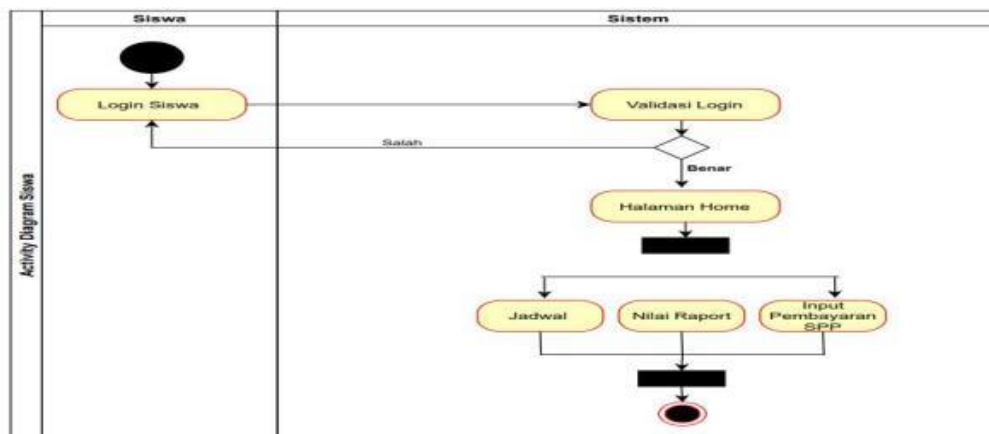 Siswa
Sistem
Activity Diagram Siswa
Login Siswa
Validasi Login
Salah
Benar
Halaman Home
Jadwal
Nilai Raport
Input
Pembayaran
SPP